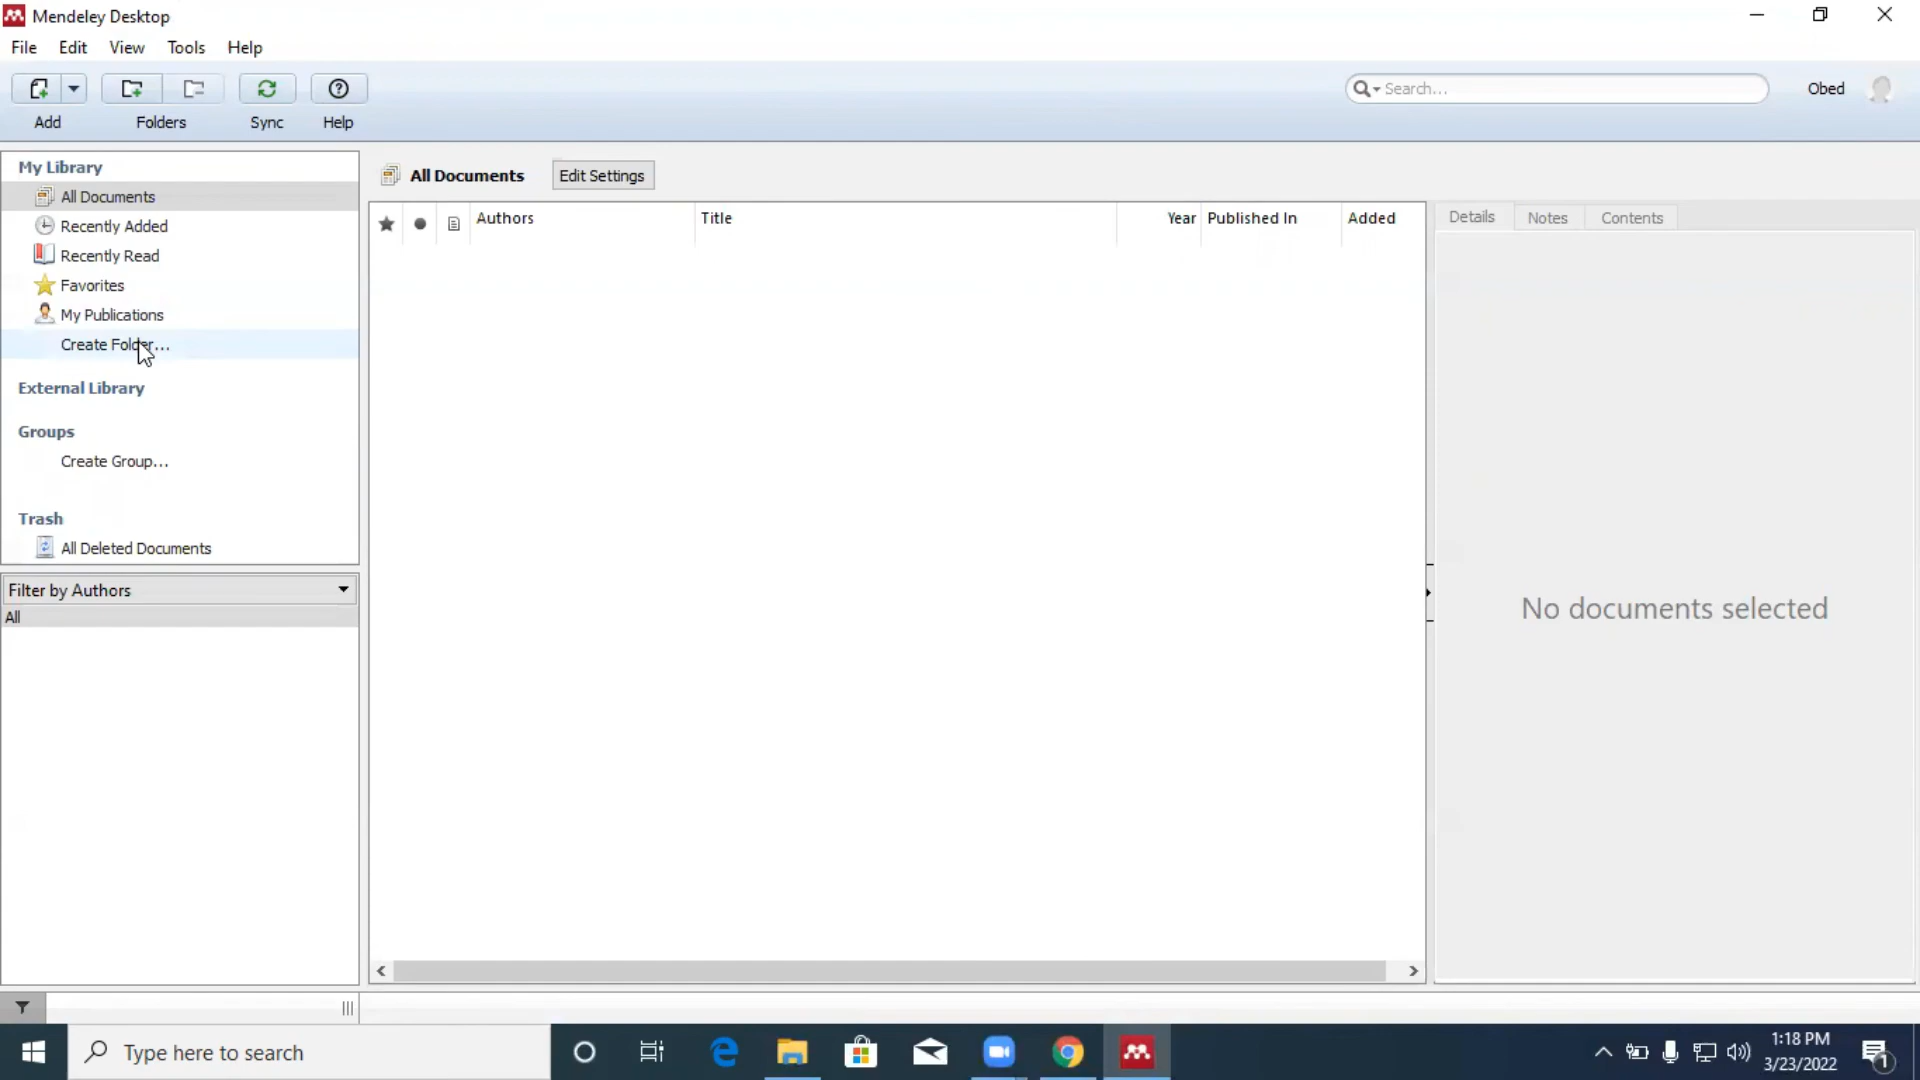 Mendeley Desktop
File Edit View Tools Help
Search...
Obed
Add Folders Sync Help
My Library
All Documents
Recently Added
Recently Read
Favorites
My Publications
Create Folder...
External Library
Groups
Create Group...
Trash
All Deleted Documents
Filter by Authors
All
All Documents Edit Settings
Authors Title Year Published In Added
Details Notes Contents
No documents selected
Type here to search
1:18 PM
3/23/2022
1